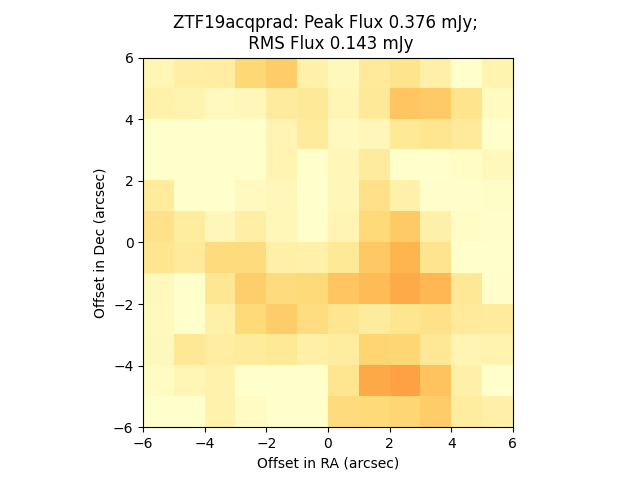 ZTF19acqprad: Peak Flux 0.376 mJy;
RMS Flux 0.143 mJy
6
4
2
0
−2
−4
−6
Offset in Dec (arcsec)
−6 −4 −2 0 2 4 6
Offset in RA (arcsec)